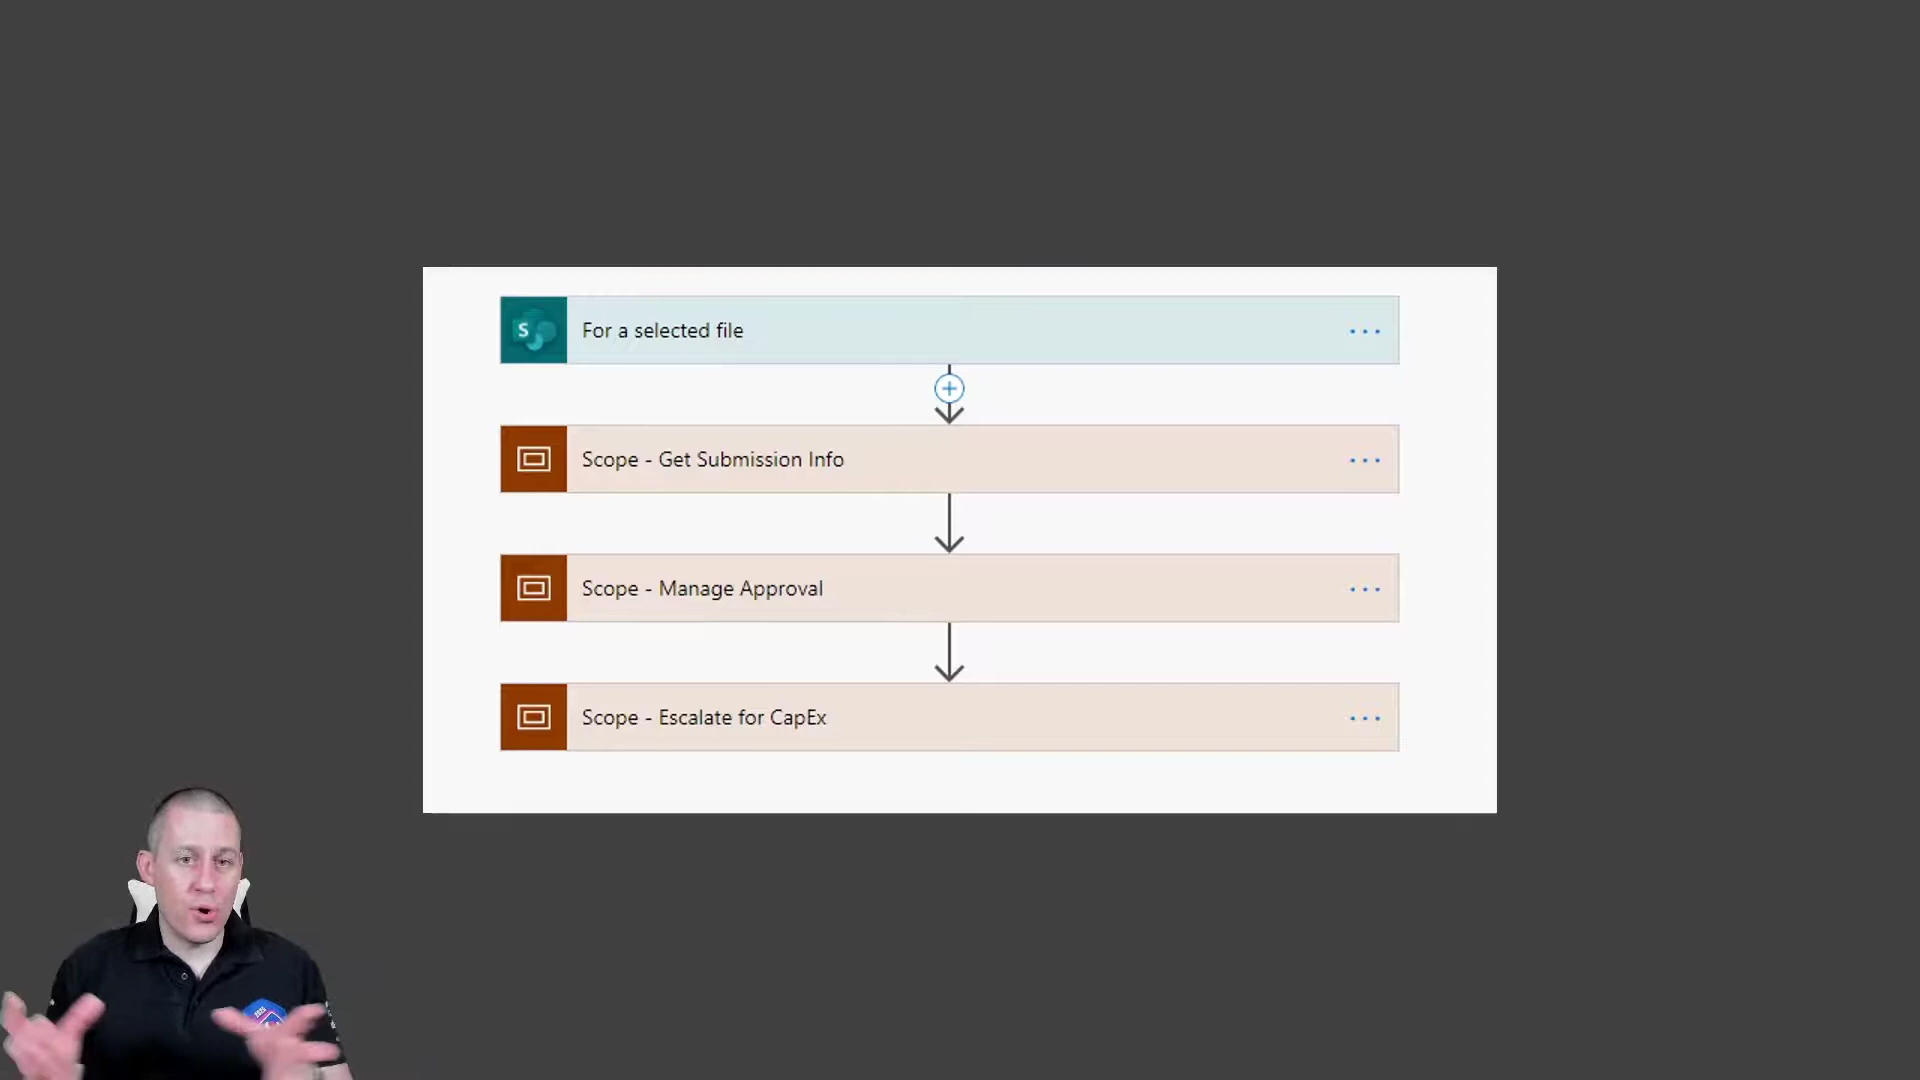 For a selected file
Scope - Get Submission Info
Scope - Manage Approval
Scope - Escalate for CapEx